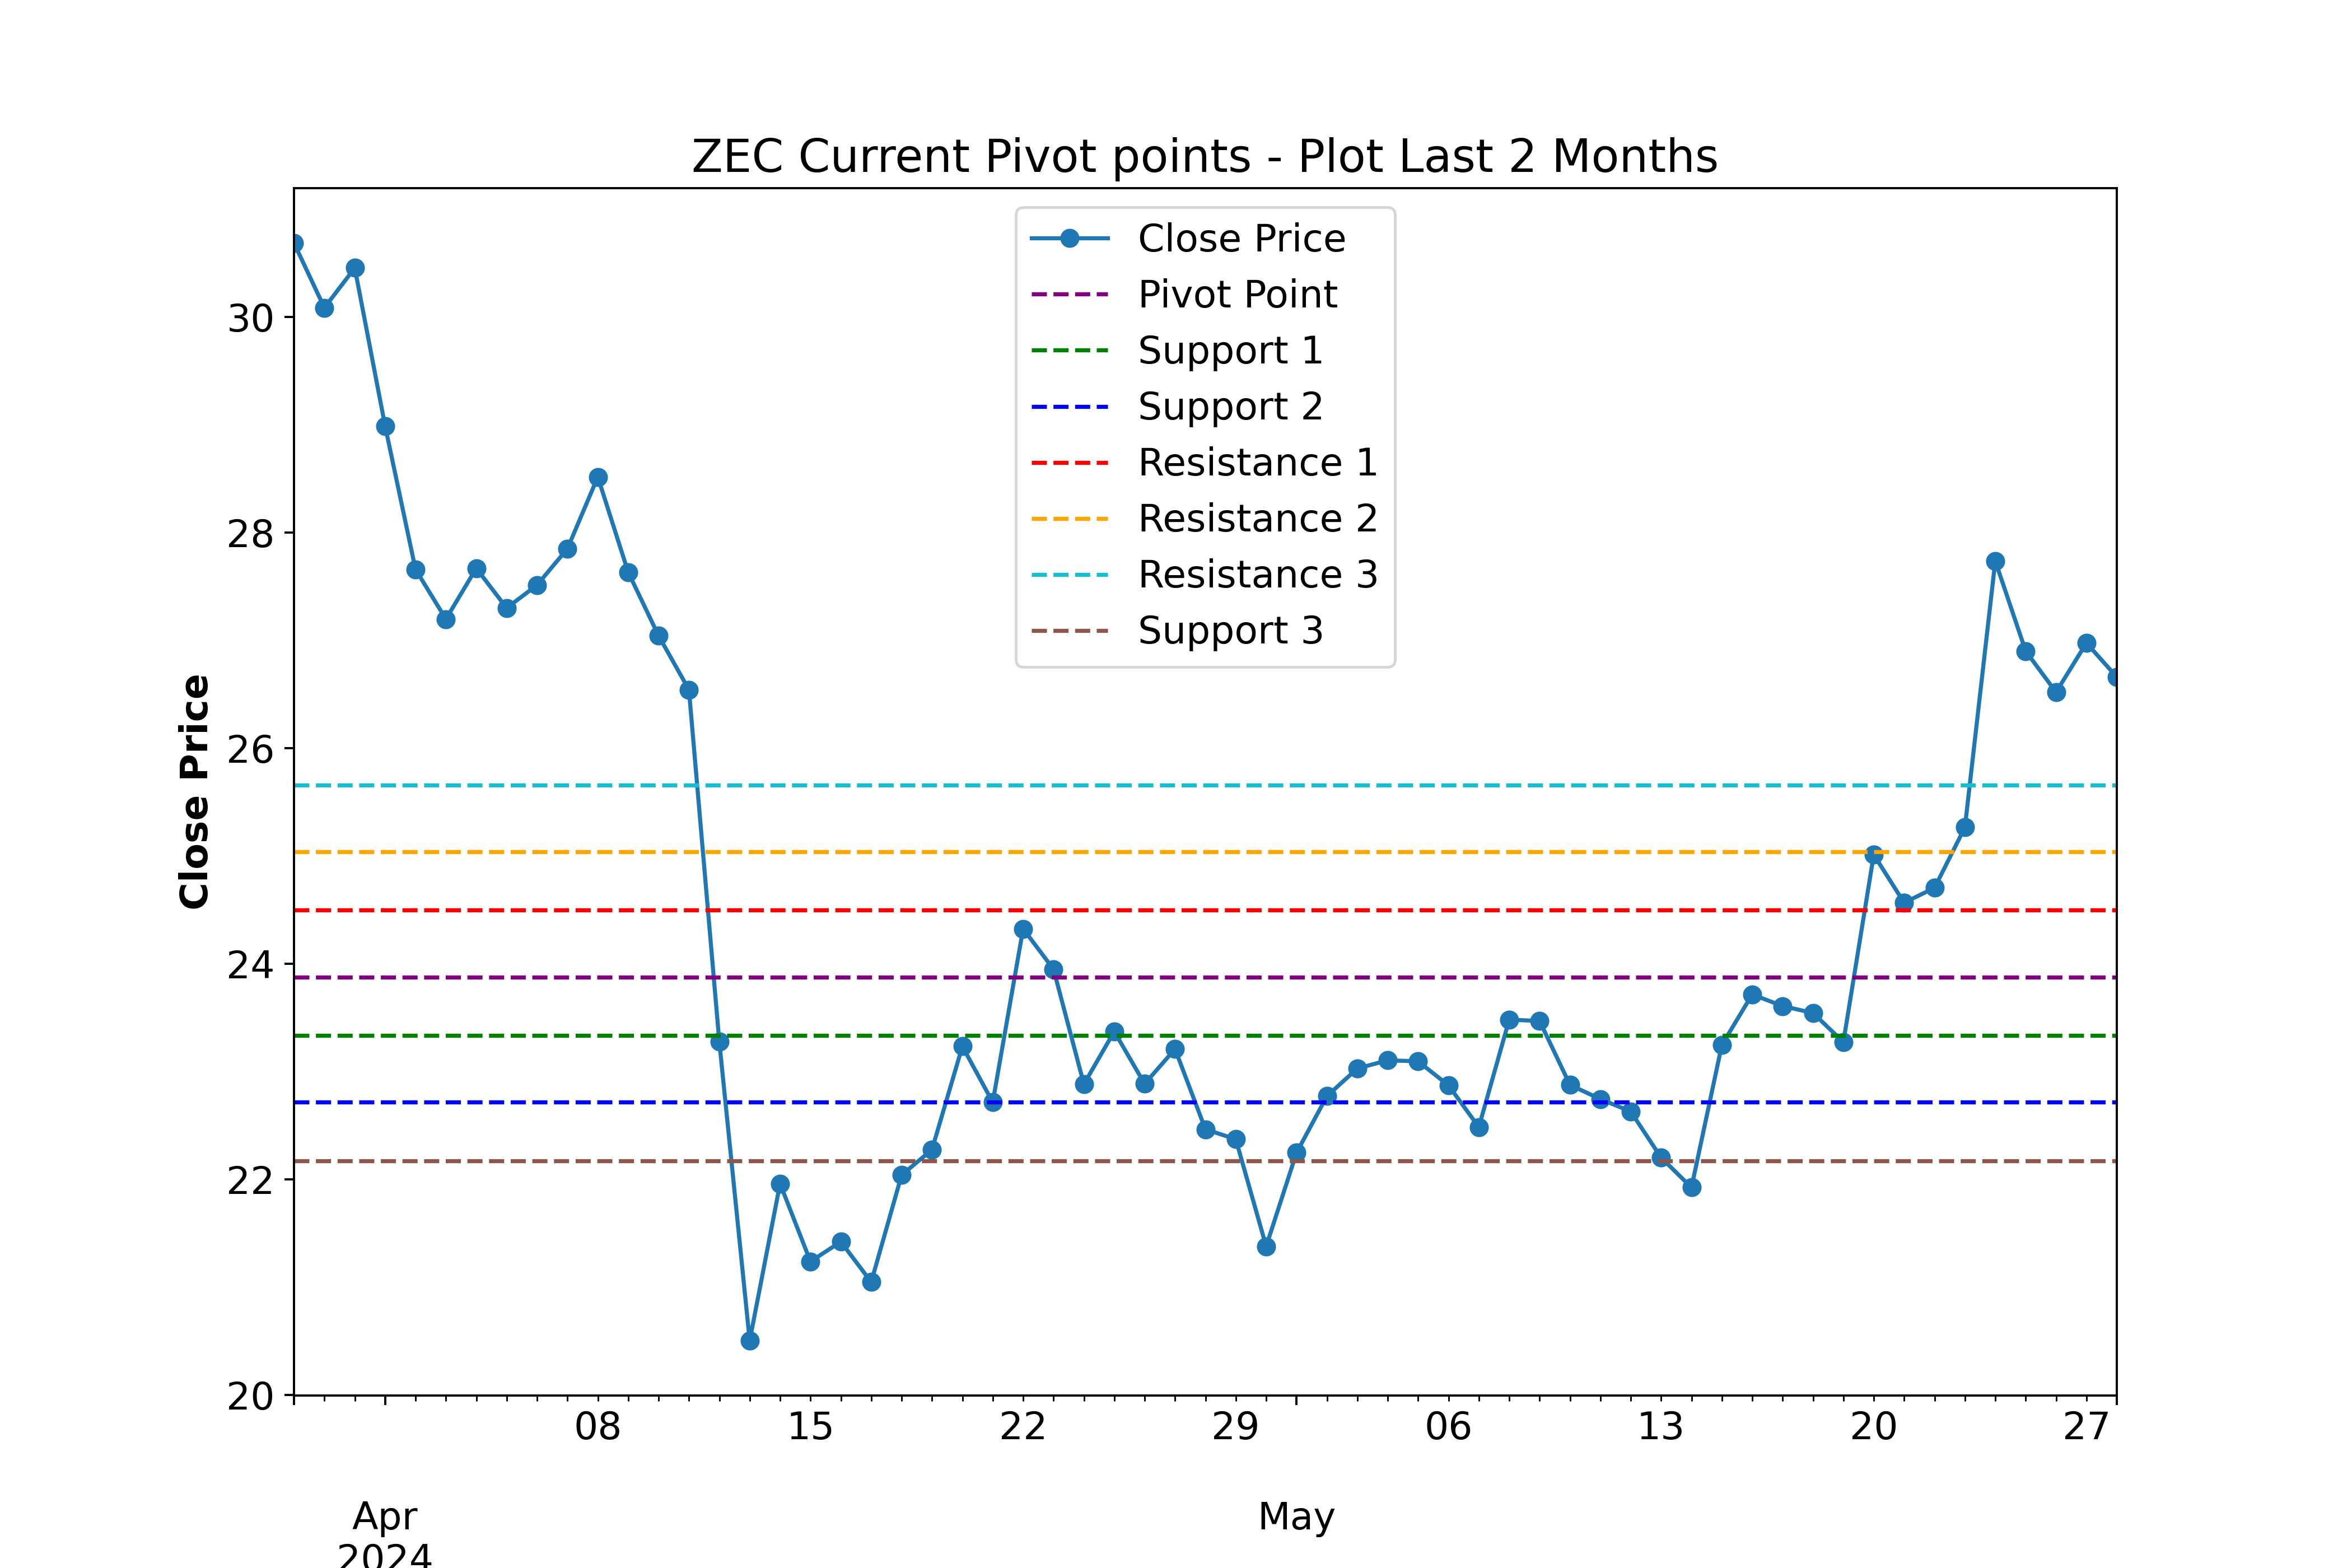 ZEC Current Pivot points - Plot Last 2 Months
Close Price
Pivot Point
Support 1
Support 2
Resistance 1
Resistance 2
Resistance 3
Support 3
Close Price
30
28
26
24
22
20
08 15 22 29 06 13 20 27
Apr May
2024